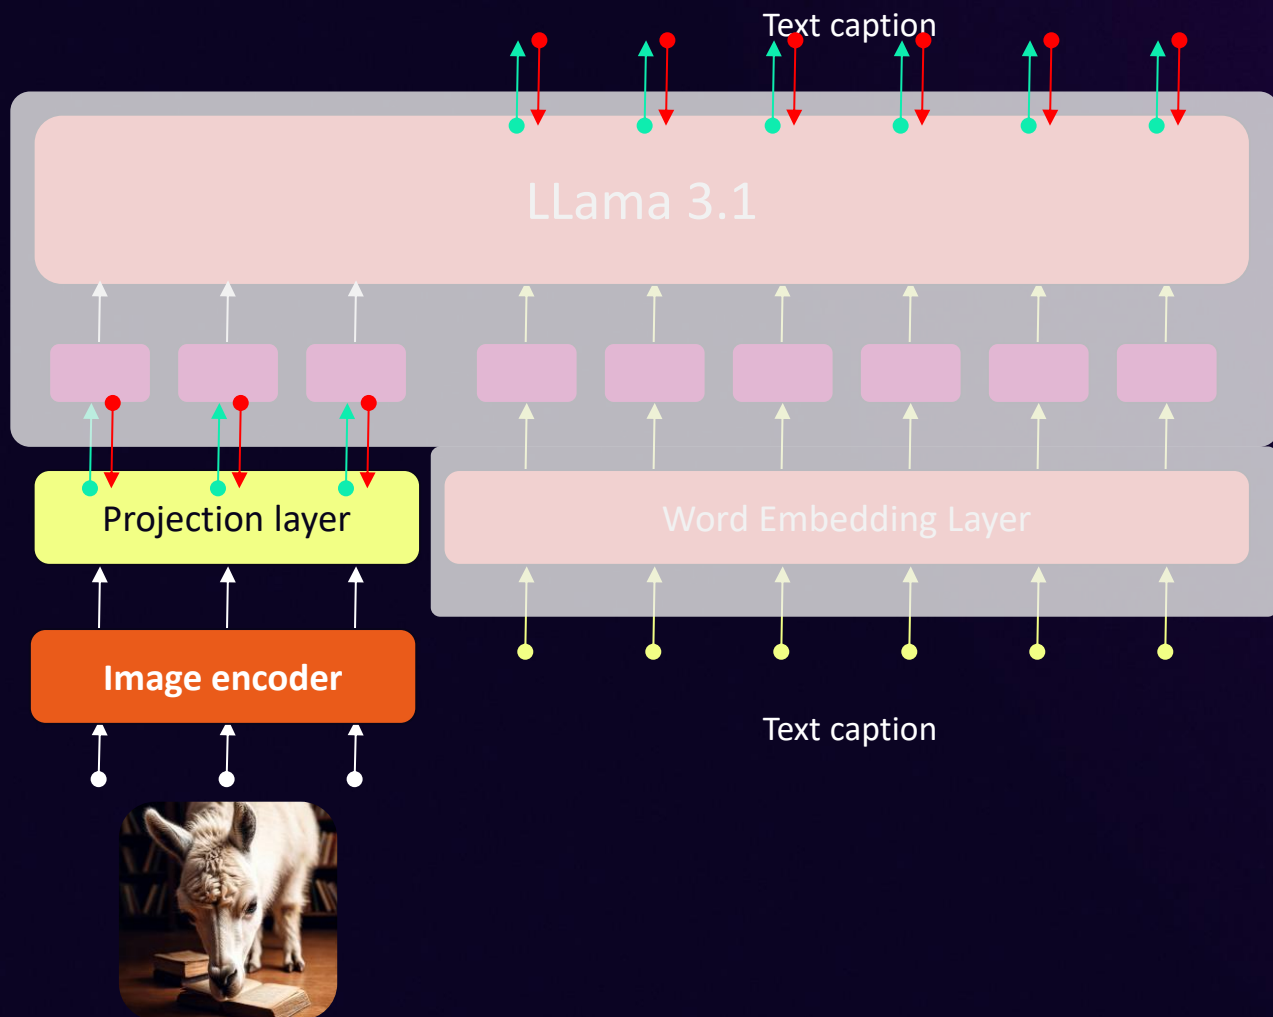 Text caption
LLama 3.1
Projection layer
Word Embedding Layer
Image encoder
Text caption